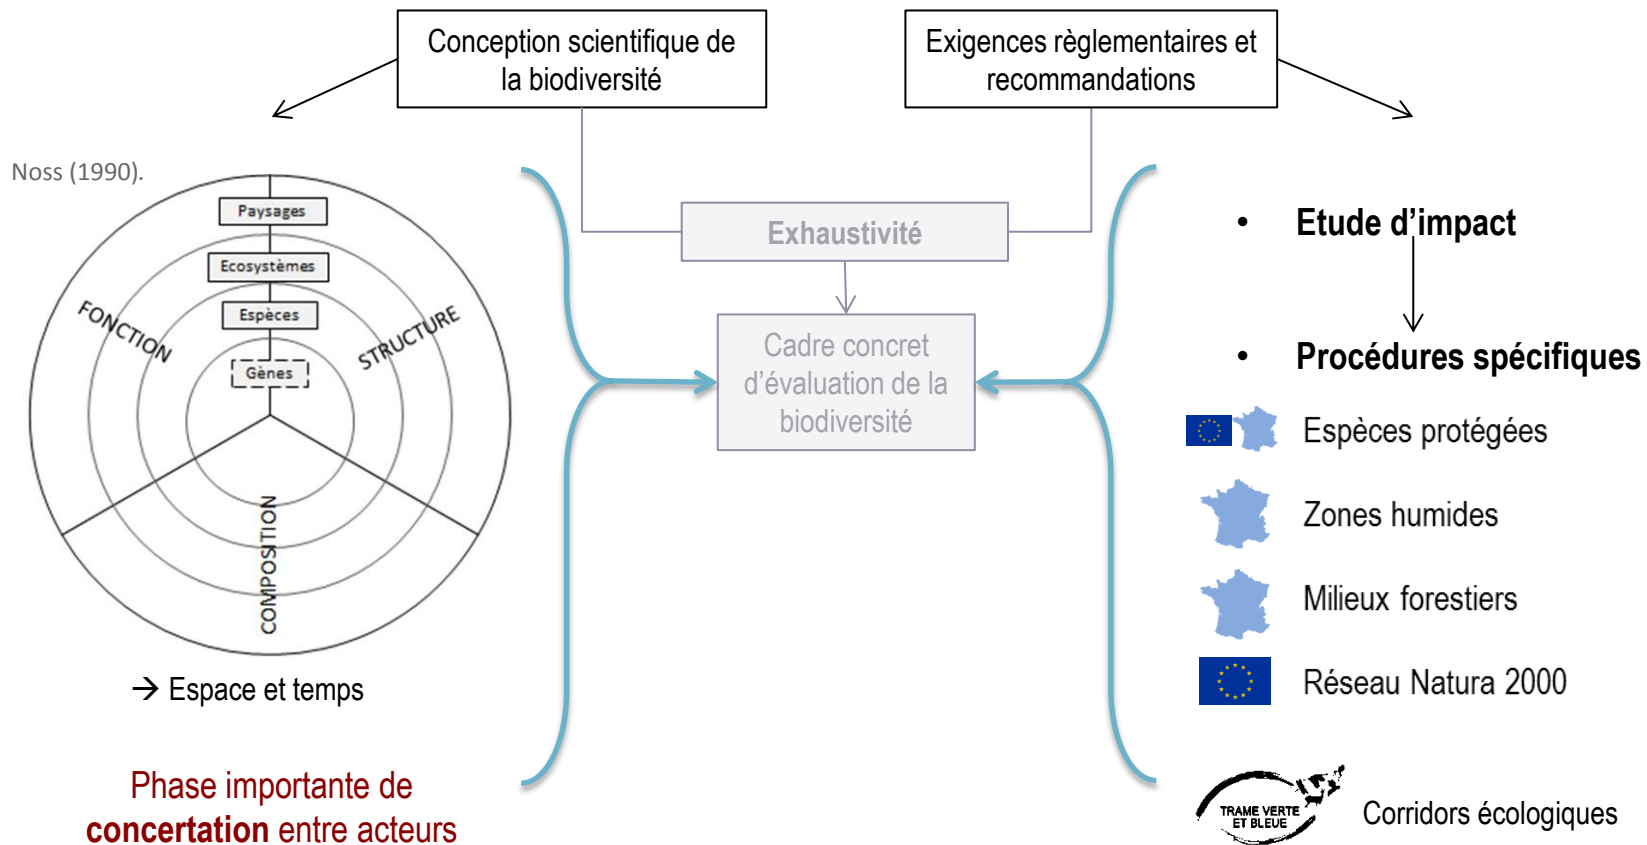 Conception scientifique de
la biodiversité
Exigences règlementaires et
recommandations
Noss (1990).
Paysages
Ecosystèmes
Espèces
Gènes
FONCTION
STRUCTURE
COMPOSITION
→ Espace et temps
Phase importante de
concertation entre acteurs
Exhaustivité
Cadre concret
d’évaluation de la
biodiversité
• Etude d’impact
• Procédures spécifiques
Espèces protégées
Zones humides
Milieux forestiers
Réseau Natura 2000
TRAME VERTE
ET BLEUE
Corridors écologiques